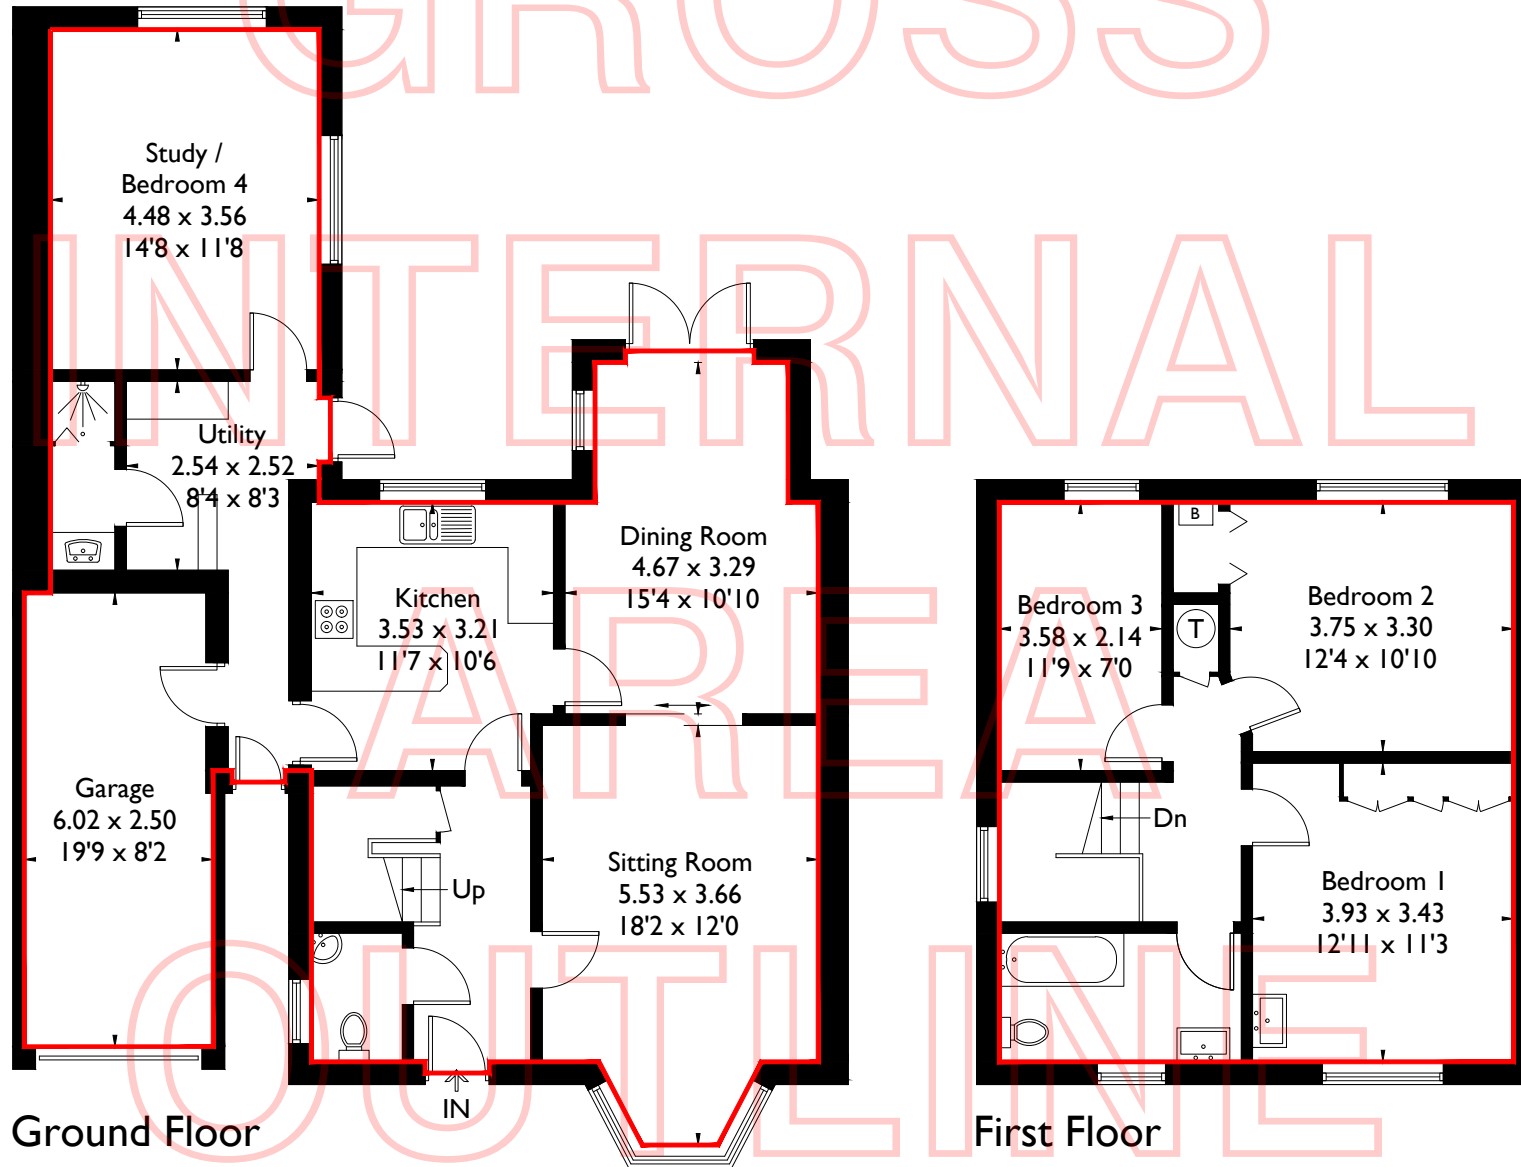 GROSS
INTERNAL
AREA
OUTLINE
Study /
Bedroom 4
4.48 x 3.56
14'8 x 11'8
Utility
2.54 x 2.52
8'4 x 8'3
Kitchen
3.53 x 3.21
11'7 x 10'6
Dining Room
4.67 x 3.29
15'4 x 10'10
Garage
6.02 x 2.50
19'9 x 8'2
Sitting Room
5.53 x 3.66
18'2 x 12'0
Up
IN
Ground Floor
B
T
Bedroom 3
3.58 x 2.14
11'9 x 7'0
Bedroom 2
3.75 x 3.30
12'4 x 10'10
Dn
Bedroom 1
3.93 x 3.43
12'11 x 11'3
First Floor